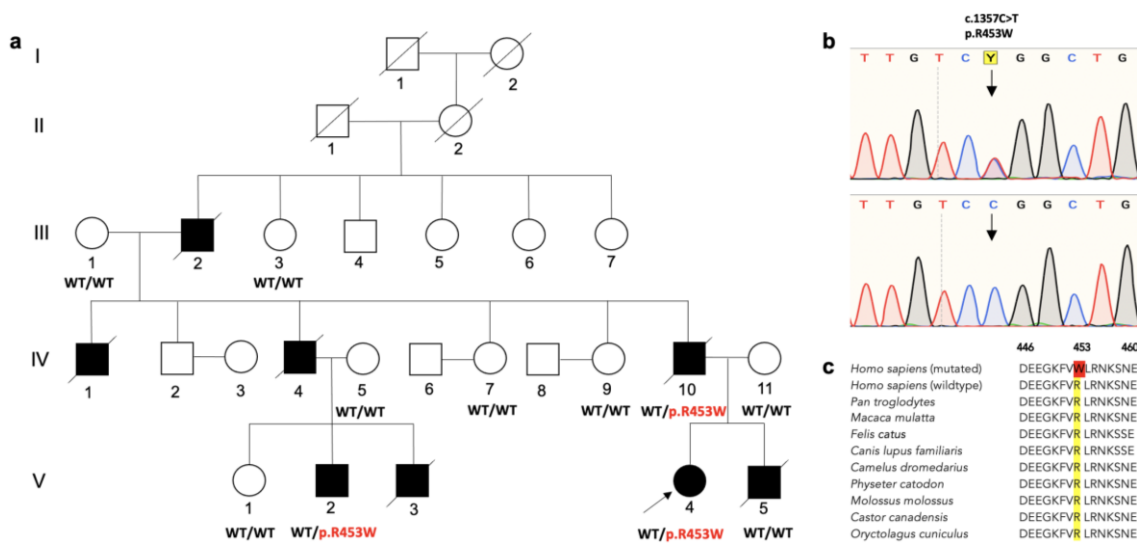 a
I
1
2
II
1
2
III
1
2
3
4
5
6
7
WT/WT
WT/WT
IV
1
2
3
4
5
6
7
8
9
10
11
WT/WT
WT/WT
WT/WT
WT/p.R453W
WT/WT
V
1
2
3
4
5
WT/WT
WT/p.R453W
WT/p.R453W
WT/WT
b
c.1357C>T
p.R453W
T T G T C Y G G C T G
T T G T C C G G C T G
c
446 453 460
Homo sapiens (mutated) DEEGKFVWLRNKSNE
Homo sapiens (wildtype) DEEGKFVRLRNKSNE
Pan troglodytes DEEGKFVRLRNKSNE
Macaca mulatta DEEGKFVRLRNKSNE
Felis catus DEEGKFVRLRNKSSE
Canis lupus familiaris DEEGKFVRLRNKSSE
Camelus dromedarius DEEGKFVRLRNKSNE
Physeter catodon DEEGKFVRLRNKSNE
Molossus molossus DEEGKFVRLRNKSNE
Castor canadensis DEEGKFVRLRNKSNE
Oryctolagus cuniculus DEEGKFVRLRNKSNE